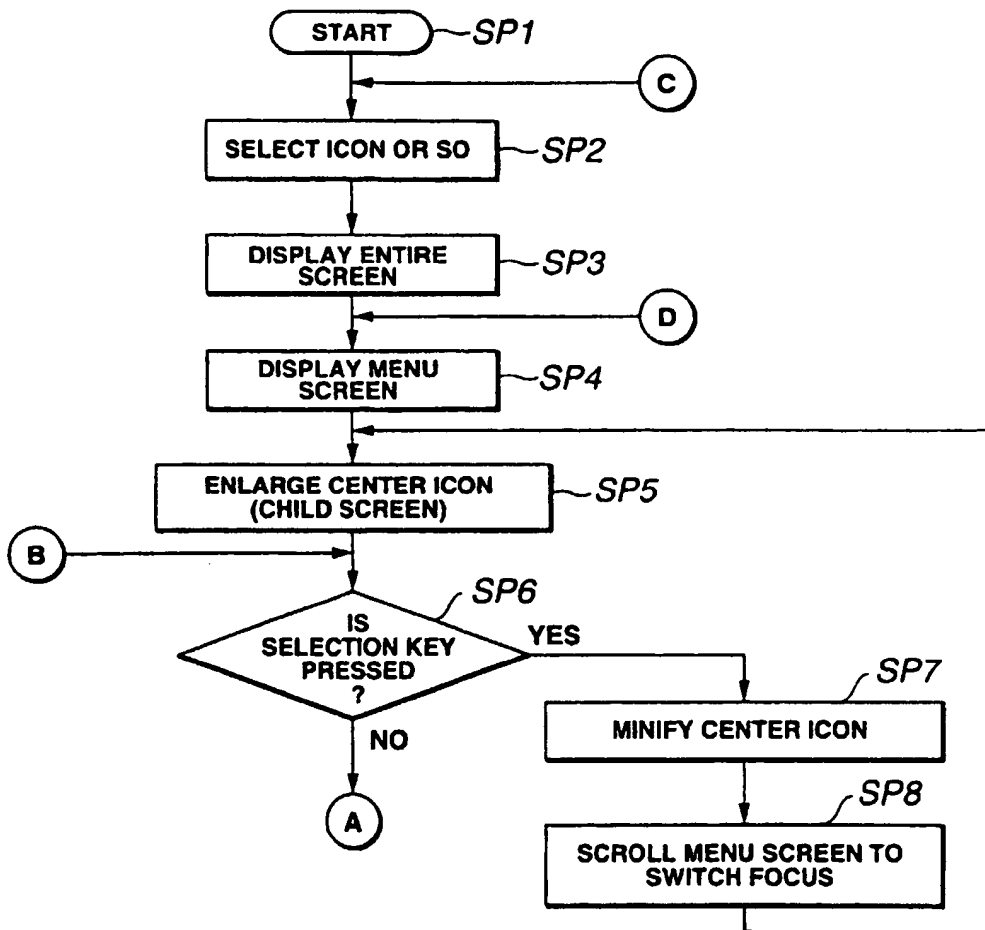 START
SP1
C
SELECT ICON OR SO
SP2
DISPLAY ENTIRE
SCREEN
SP3
D
DISPLAY MENU
SCREEN
SP4
ENLARGE CENTER ICON
(CHILD SCREEN)
SP5
B
SP6
IS
SELECTION KEY
PRESSED
?
YES
NO
A
SP7
MINIFY CENTER ICON
SP8
SCROLL MENU SCREEN TO
SWITCH FOCUS